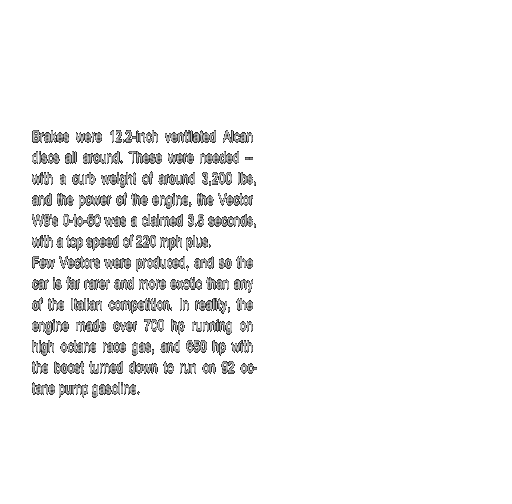 Brakes were 12.2-inch ventilated Alcan
discs all around. These were needed –
with a curb weight of around 3,200 lbs,
and the power of the engine, the Vector
W8's 0-to-60 was a claimed 3.5 seconds,
with a top speed of 220 mph plus.
Few Vectors were produced, and so the
car is far rarer and more exotic than any
of the Italian competition. In reality, the
engine made over 700 hp running on
high octane race gas, and 650 hp with
the boost turned down to run on 92 oc-
tane pump gasoline.